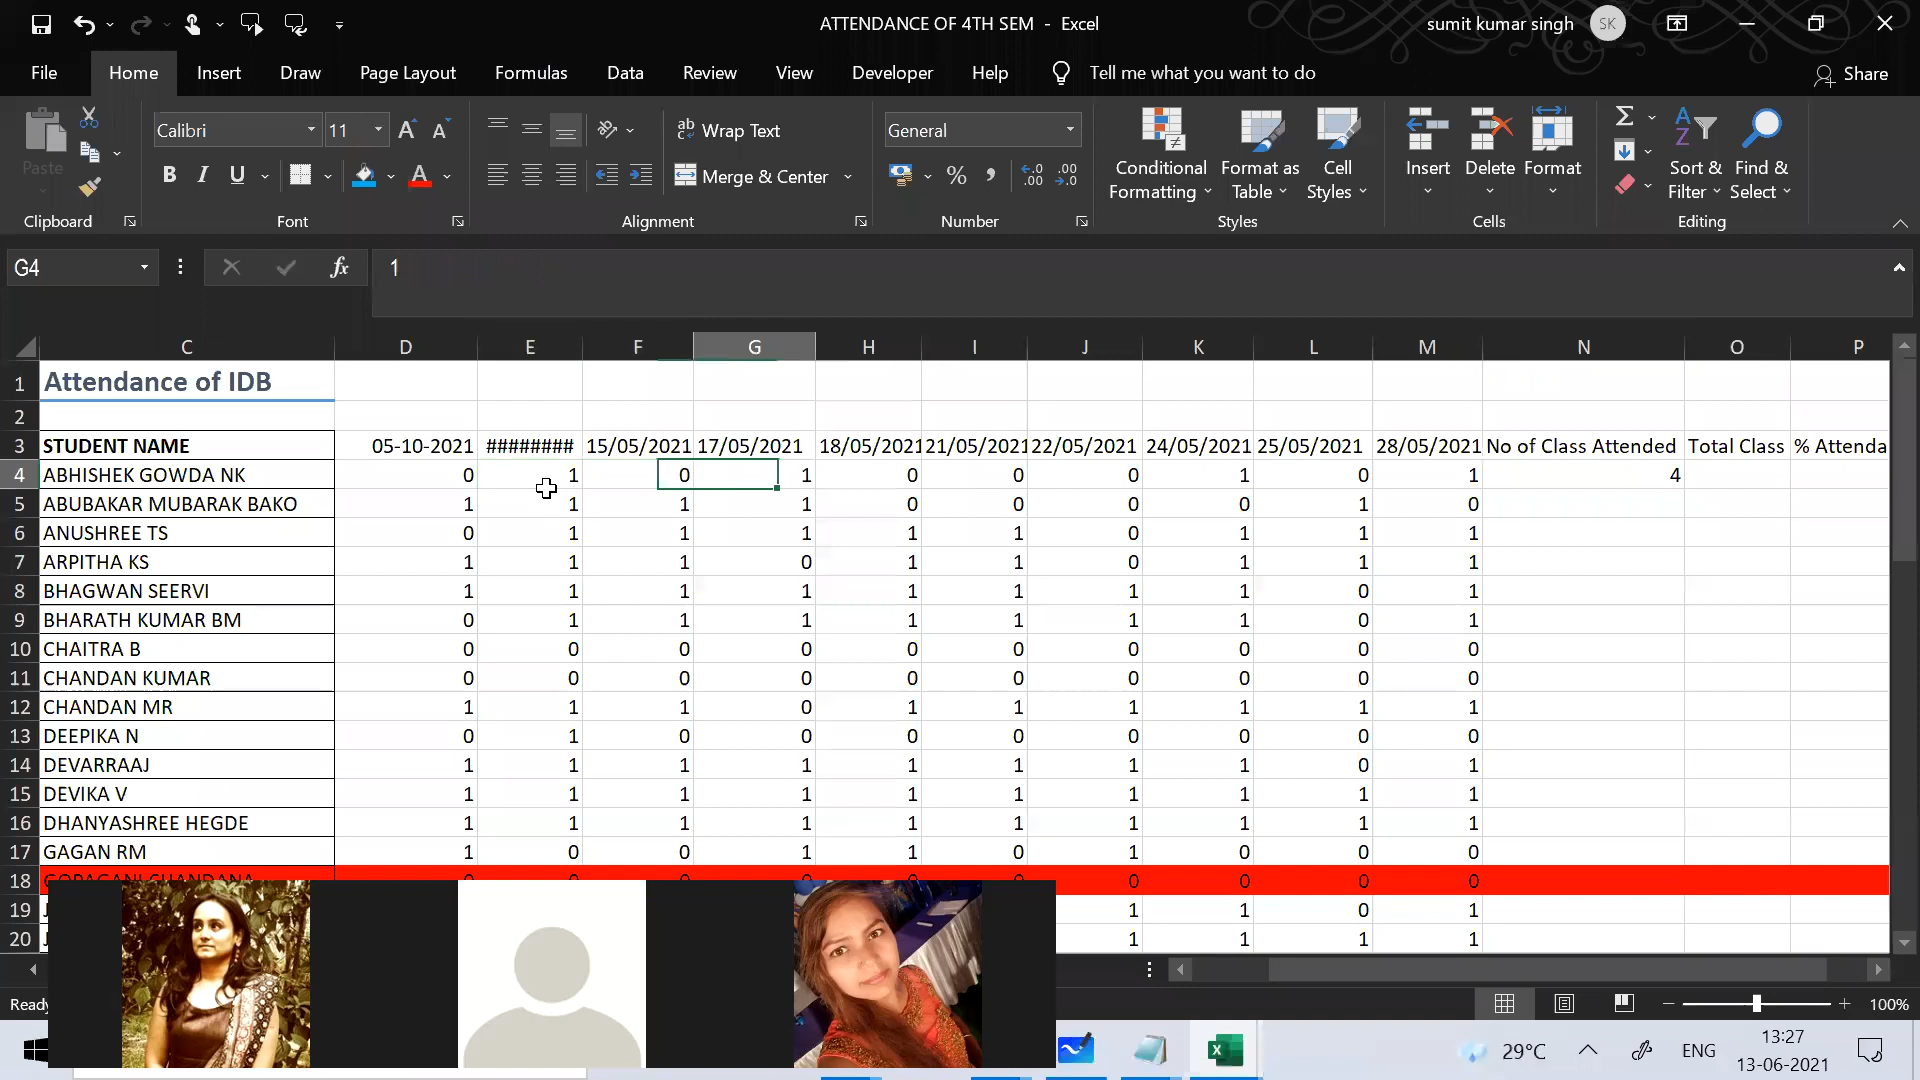 ATTENDANCE OF 4TH SEM - Excel
sumit kumar singh SK
File Home Insert Draw Page Layout Formulas Data Review View Developer Help Tell me what you want to do Share
Paste
Calibri 11 A A
B I U A
ab c Wrap Text
Merge & Center
General
% , .0 .00 .00 .0
Conditional Formatting
Format as Table
Cell Styles
Insert Delete Format
Sort & Filter
Find & Select
Clipboard Font Alignment Number Styles Cells Editing
G4 fx 1
C D E F G H I J K L M N O P
1 Attendance of IDB
2
3 STUDENT NAME 05-10-2021 ######## 15/05/2021 17/05/2021 18/05/2021 21/05/2021 22/05/2021 24/05/2021 25/05/2021 28/05/2021 No of Class Attended Total Class % Attenda
4 ABHISHEK GOWDA NK 0 1 0 1 0 0 0 1 0 1 4
5 ABUBAKAR MUBARAK BAKO 1 1 1 1 0 0 0 0 1 0
6 ANUSHREE TS 0 1 1 1 1 1 0 1 1 1
7 ARPITHA KS 1 1 1 0 1 1 0 1 1 1
8 BHAGWAN SEERVI 1 1 1 1 1 1 1 1 0 1
9 BHARATH KUMAR BM 0 1 1 1 1 1 0 1 0 1
10 CHAITRA B 0 0 0 0 0 0 0 0 0 0
11 CHANDAN KUMAR 0 0 0 0 0 0 0 0 0 0
12 CHANDAN MR 1 1 1 0 1 1 1 1 1 1
13 DEEPIKA N 0 1 0 0 0 0 0 0 0 0
14 DEVARRAAJ 1 1 1 1 1 1 1 1 0 1
15 DEVIKA V 1 1 1 1 1 1 1 1 1 1
16 DHANYASHREE HEGDE 1 1 1 1 1 1 1 1 1 1
17 GAGAN RM 1 0 0 1 1 0 1 0 0 0
18 GOPAGANI CHANDANA 0 0 0 0 0 0 0 0 0 0
19 J 1 1 0 1
20 J 1 1 1 1
Ready 100%
29°C ENG 13:27
13-06-2021